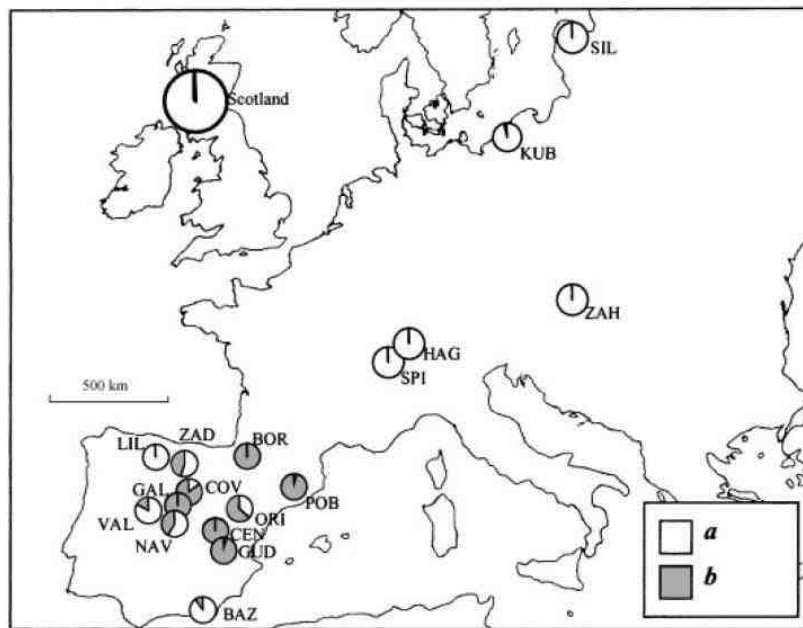 SIL
Scotland
KUB
ZAH
HAG
SPI
500 km
LIL ZAD BOR
GAL COV POB
VAL ORI
NAV CEN
GUD
BAZ
a
b